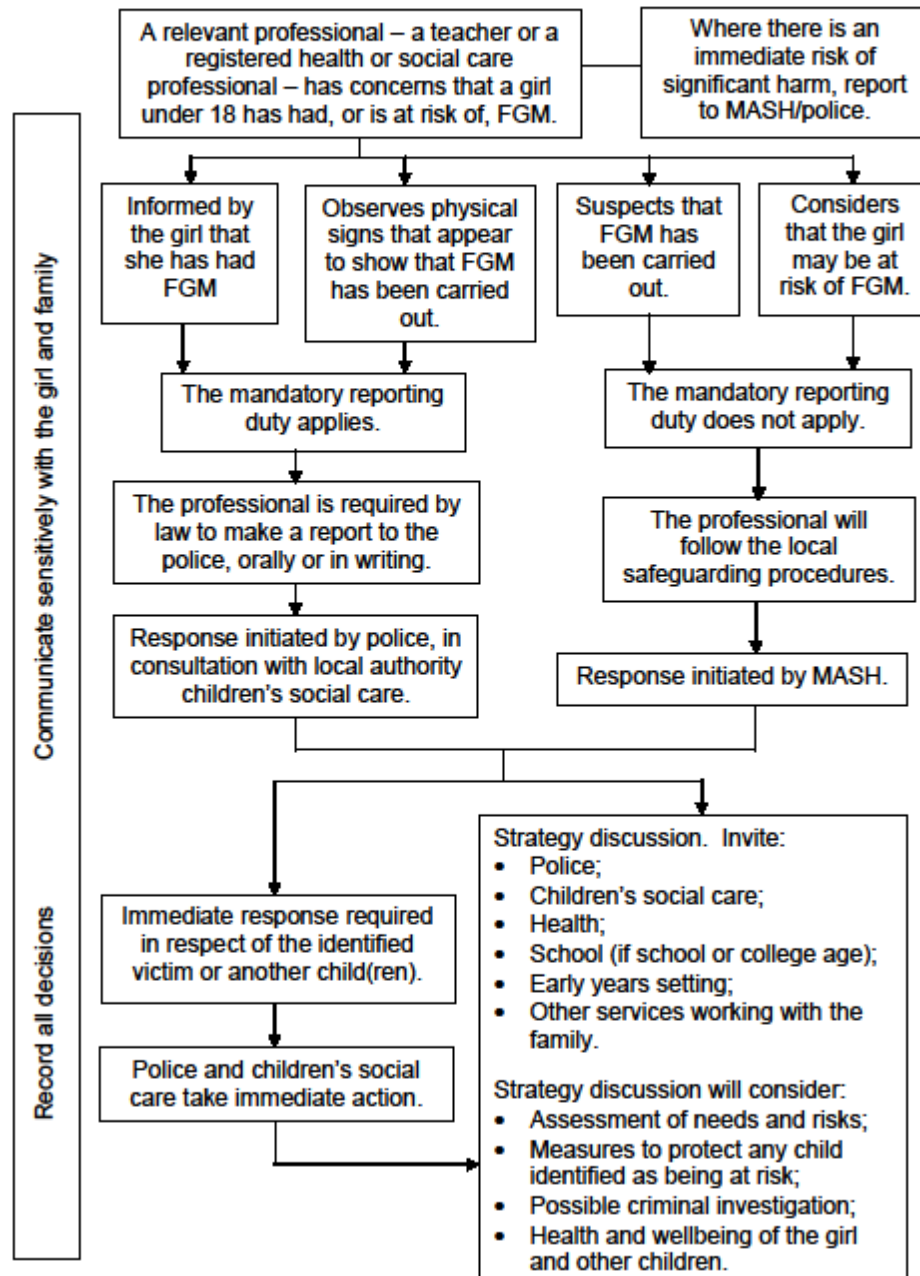 A relevant professional – a teacher or a
registered health or social care
professional – has concerns that a girl
under 18 has had, or is at risk of, FGM.
Where there is an
immediate risk of
significant harm, report
to MASH/police.
Informed by
the girl that
she has had
FGM
Observes physical
signs that appear
to show that FGM
has been carried
out.
Suspects that
FGM has
been carried
out.
Considers
that the girl
may be at
risk of FGM.
The mandatory reporting
duty applies.
The mandatory reporting
duty does not apply.
The professional is required by
law to make a report to the
police, orally or in writing.
The professional will
follow the local
safeguarding procedures.
Response initiated by police, in
consultation with local authority
children's social care.
Response initiated by MASH.
Immediate response required
in respect of the identified
victim or another child(ren).
Police and children's social
care take immediate action.
Strategy discussion. Invite:
• Police;
• Children's social care;
• Health;
• School (if school or college age);
• Early years setting;
• Other services working with the
family.
Strategy discussion will consider:
• Assessment of needs and risks;
• Measures to protect any child
identified as being at risk;
• Possible criminal investigation;
• Health and wellbeing of the girl
and other children.
Communicate sensitively with the girl and family
Record all decisions